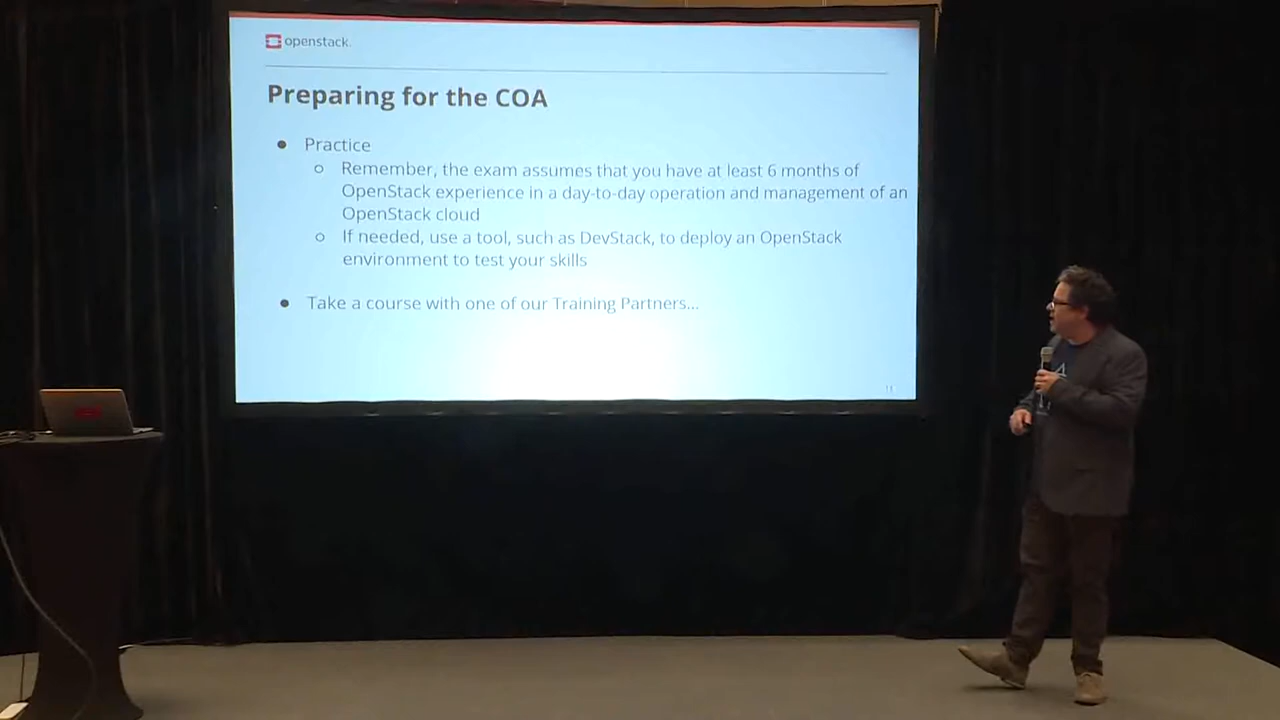 openstack.
Preparing for the COA
● Practice
○ Remember, the exam assumes that you have at least 6 months of
OpenStack experience in a day-to-day operation and management of an
OpenStack cloud
○ If needed, use a tool, such as DevStack, to deploy an OpenStack
environment to test your skills
● Take a course with one of our Training Partners...